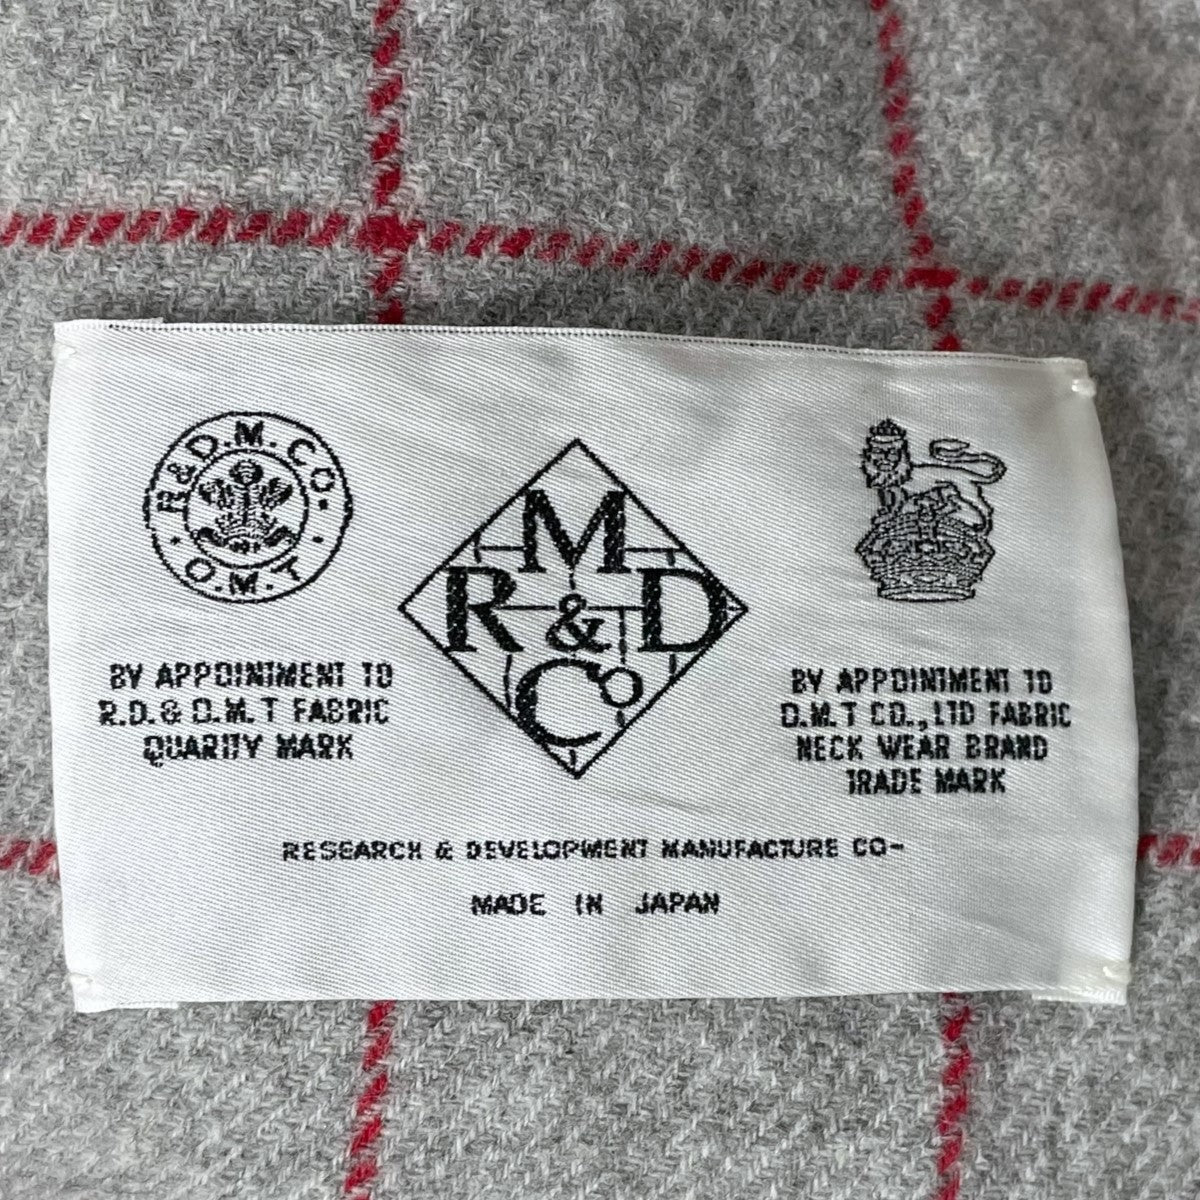 R&D.M.CO.
· O.M.T ·
M
R & D
Co
BY APPOINTMENT TO
R.D.& O.M.T FABRIC
QUARITY MARK
BY APPOINTMENT TO
O.M.T CO.,LTD FABRIC
NECK WEAR BRAND
TRADE MARK
RESEARCH & DEVELOPMENT MANUFACTURE CO-
MADE IN JAPAN